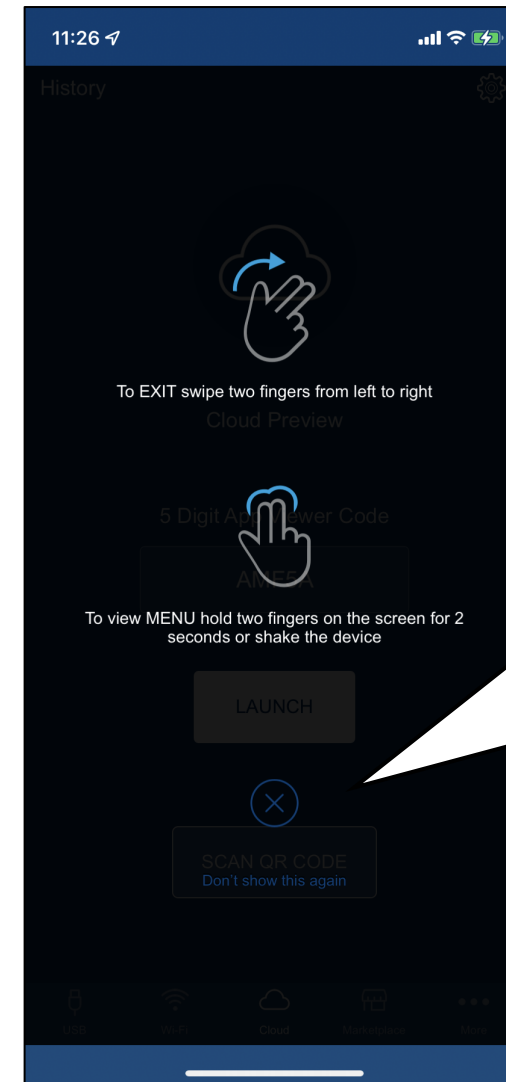 11:26
History
To EXIT swipe two fingers from left to right
Cloud Preview
5 Digit App Viewer Code
AME5A
To view MENU hold two fingers on the screen for 2
seconds or shake the device
LAUNCH
SCAN QR CODE
Don't show this again
USB Wi-Fi Cloud Marketplace More